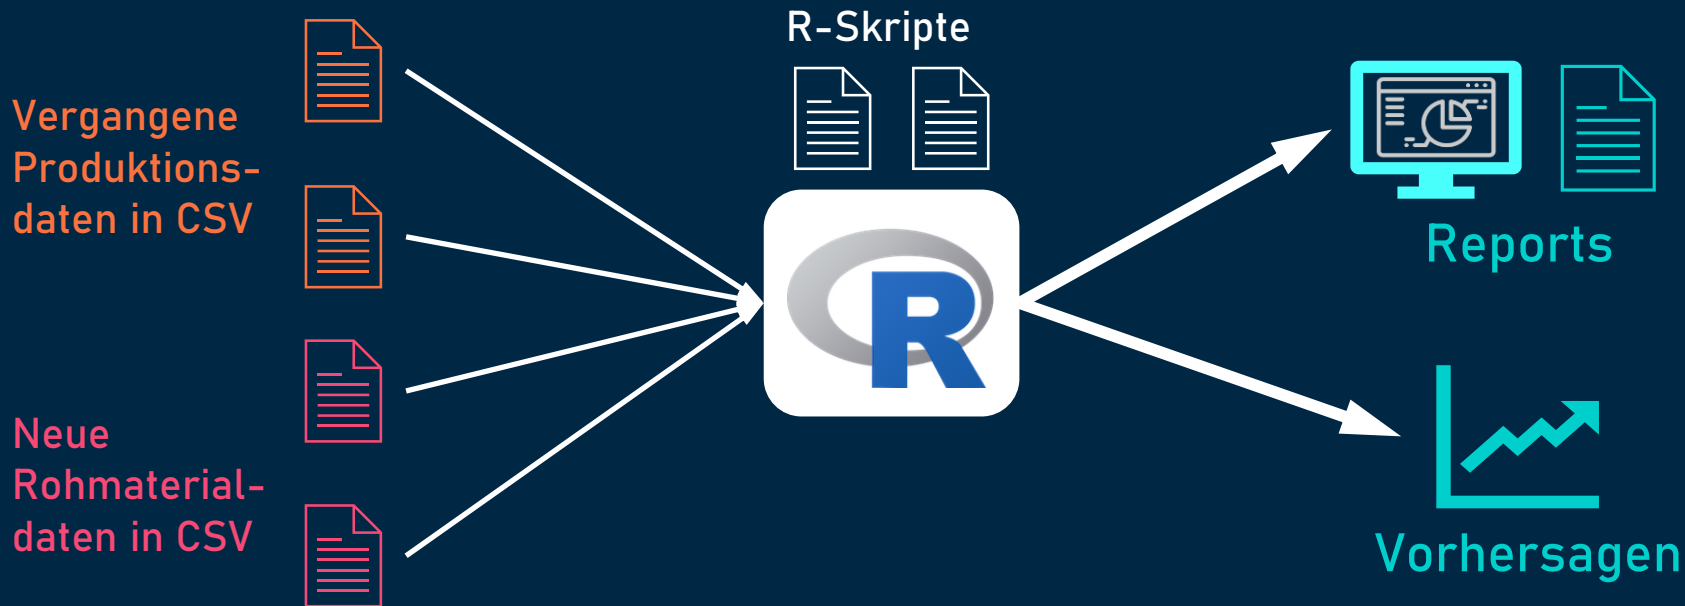 Vergangene
Produktions-
daten in CSV
Neue
Rohmaterial-
daten in CSV
R-Skripte
R
Reports
Vorhersagen